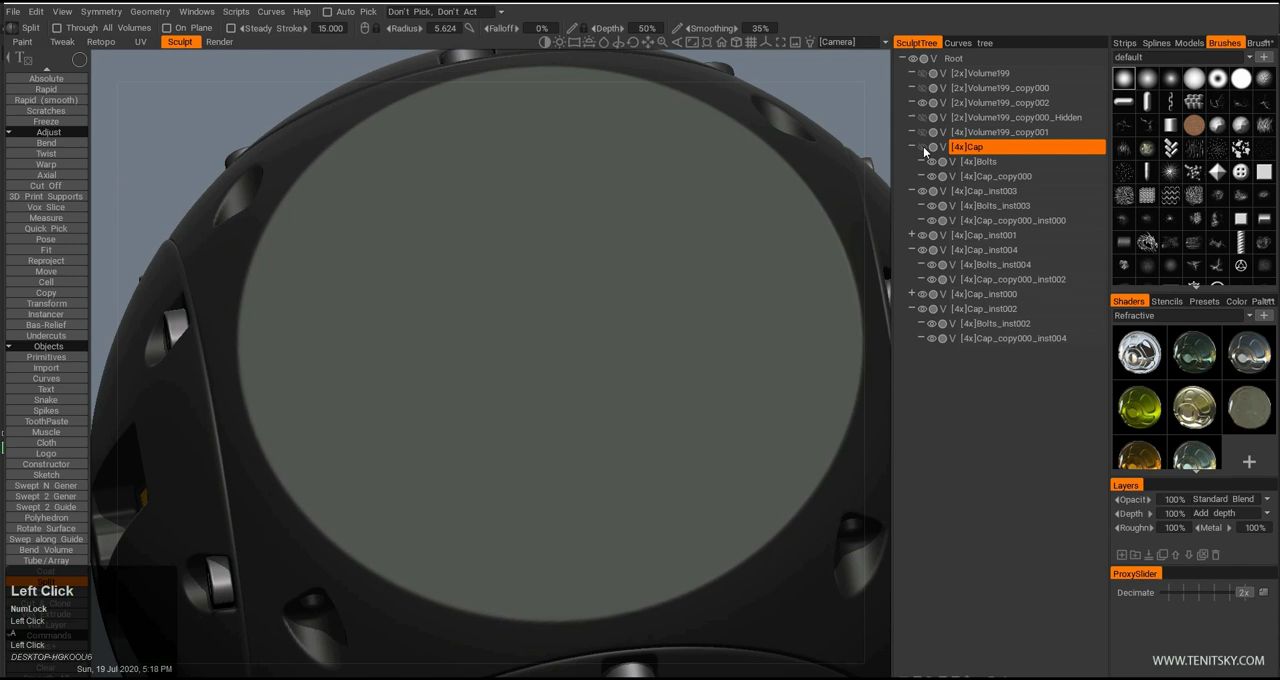 File Edit View Symmetry Geometry Windows Scripts Curves Help Auto Pick Don't Pick, Don't Act
Split Through All Volumes On Plane Steady Stroke 15.000 Radius 5.624 Falloff 0% Depth 50% Smoothing 35%
Paint Tweak Retopo UV Sculpt Render [Camera]
Absolute
Rapid
Rapid (smooth)
Scratches
Freeze
Adjust
Bend
Twist
Warp
Axial
Cut Off
3D Print Supports
Vox Slice
Measure
Quick Pick
Pose
Fit
Reproject
Move
Cell
Copy
Transform
Instancer
Bas-Relief
Undercuts
Objects
Primitives
Import
Curves
Text
Snake
Spikes
ToothPaste
Muscle
Cloth
Logo
Constructor
Sketch
Swept N Gener
Swept 2 Gener
Swept 2 Guide
Polyhedron
Rotate Surface
Swep along Guide
Bend Volume
Tube/Array
Split
Left Click
NumLock
Left Click
A
Left Click
Commands
DESKTOP-HGKOOU6
Clear
Sun, 19 Jul 2020, 5:18 PM
SculptTree Curves tree
Root
[2x]Volume199
[2x]Volume199_copy000
[2x]Volume199_copy002
[2x]Volume199_copy000_Hidden
[4x]Volume199_copy001
[4x]Cap
[4x]Bolts
[4x]Cap_copy000
[4x]Cap_inst003
[4x]Bolts_inst003
[4x]Cap_copy000_inst000
[4x]Cap_inst001
[4x]Cap_inst004
[4x]Bolts_inst004
[4x]Cap_copy000_inst002
[4x]Cap_inst000
[4x]Cap_inst002
[4x]Bolts_inst002
[4x]Cap_copy000_inst004
Strips Splines Models Brushes
default
Shaders Stencils Presets Color
Refractive
Layers
Opacit 100% Standard Blend
Depth 100% Add depth
Roughn 100% Metal 100%
ProxySlider
Decimate 2x
WWW.TENITSKY.COM